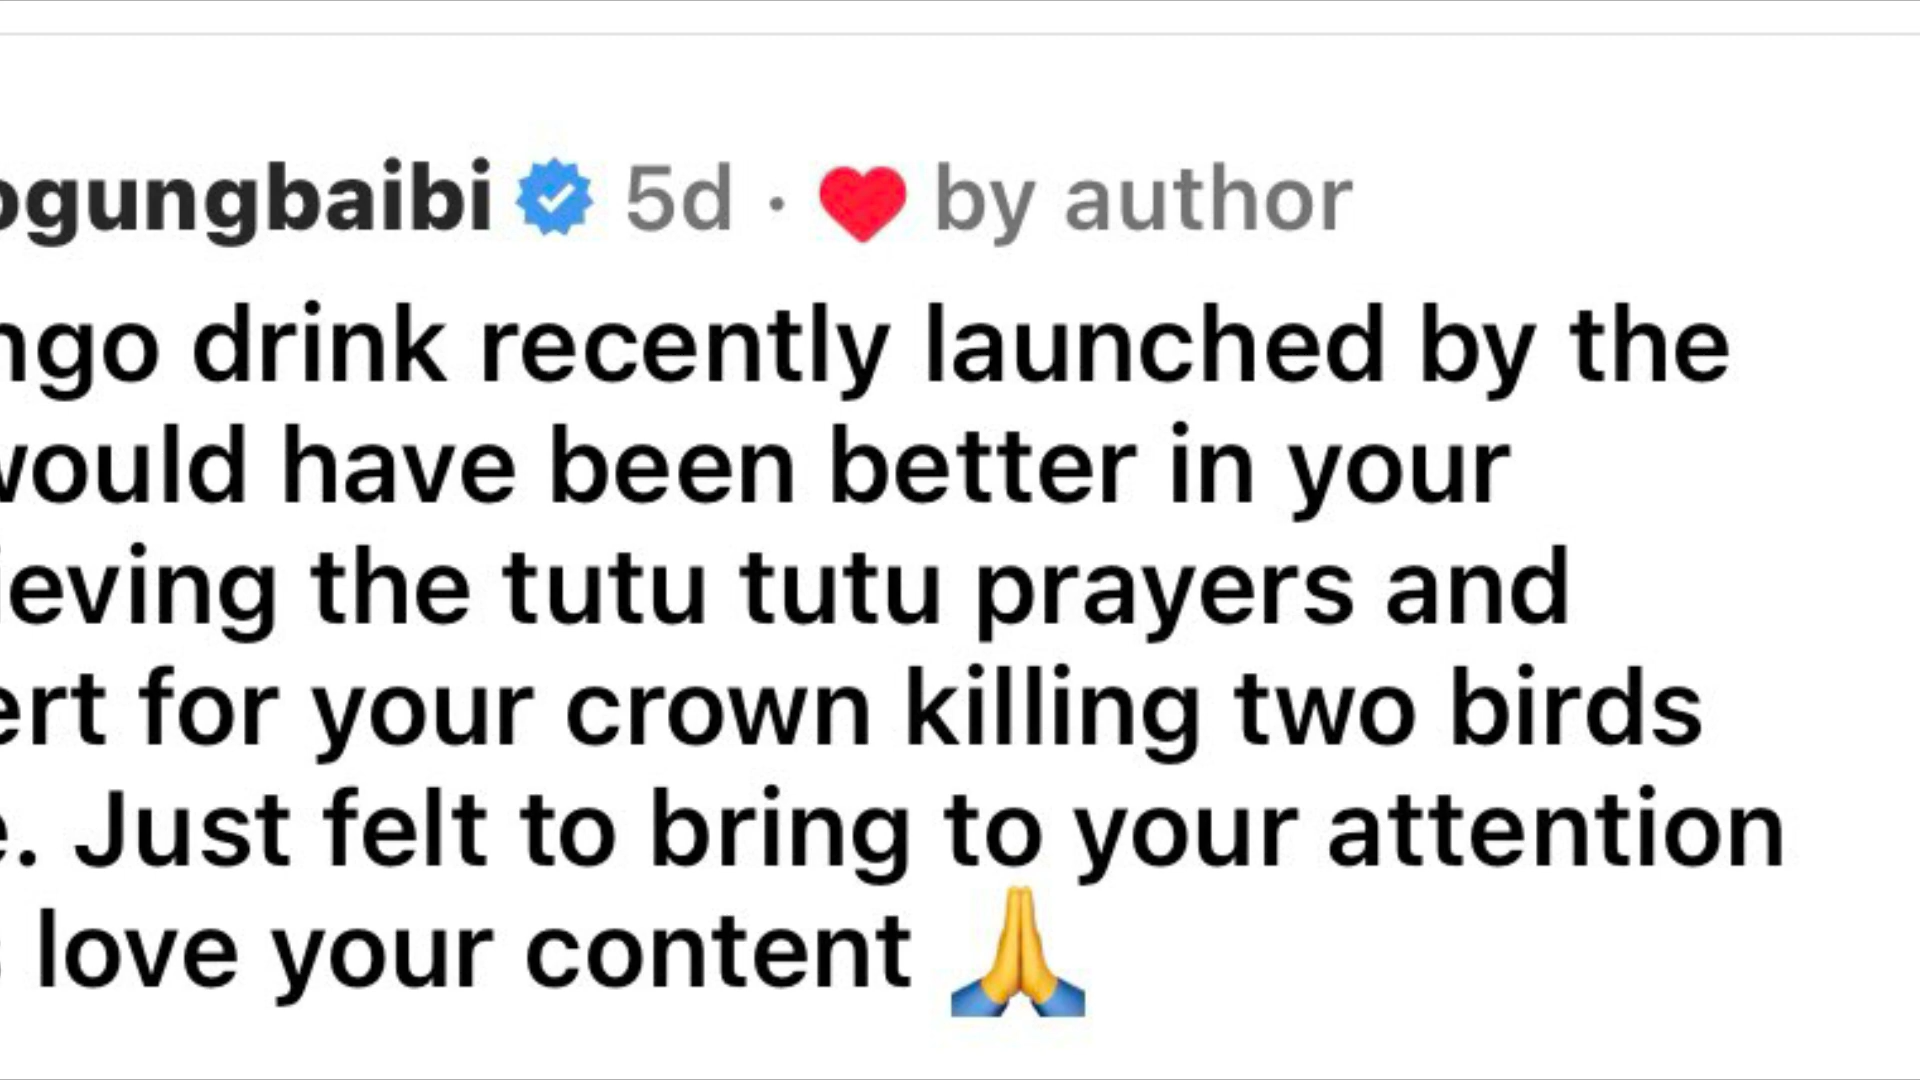 ogungbaibi 5d · ❤️ by author
ngo drink recently launched by the
would have been better in your
ieving the tutu tutu prayers and
ert for your crown killing two birds
e. Just felt to bring to your attention
love your content 🙏